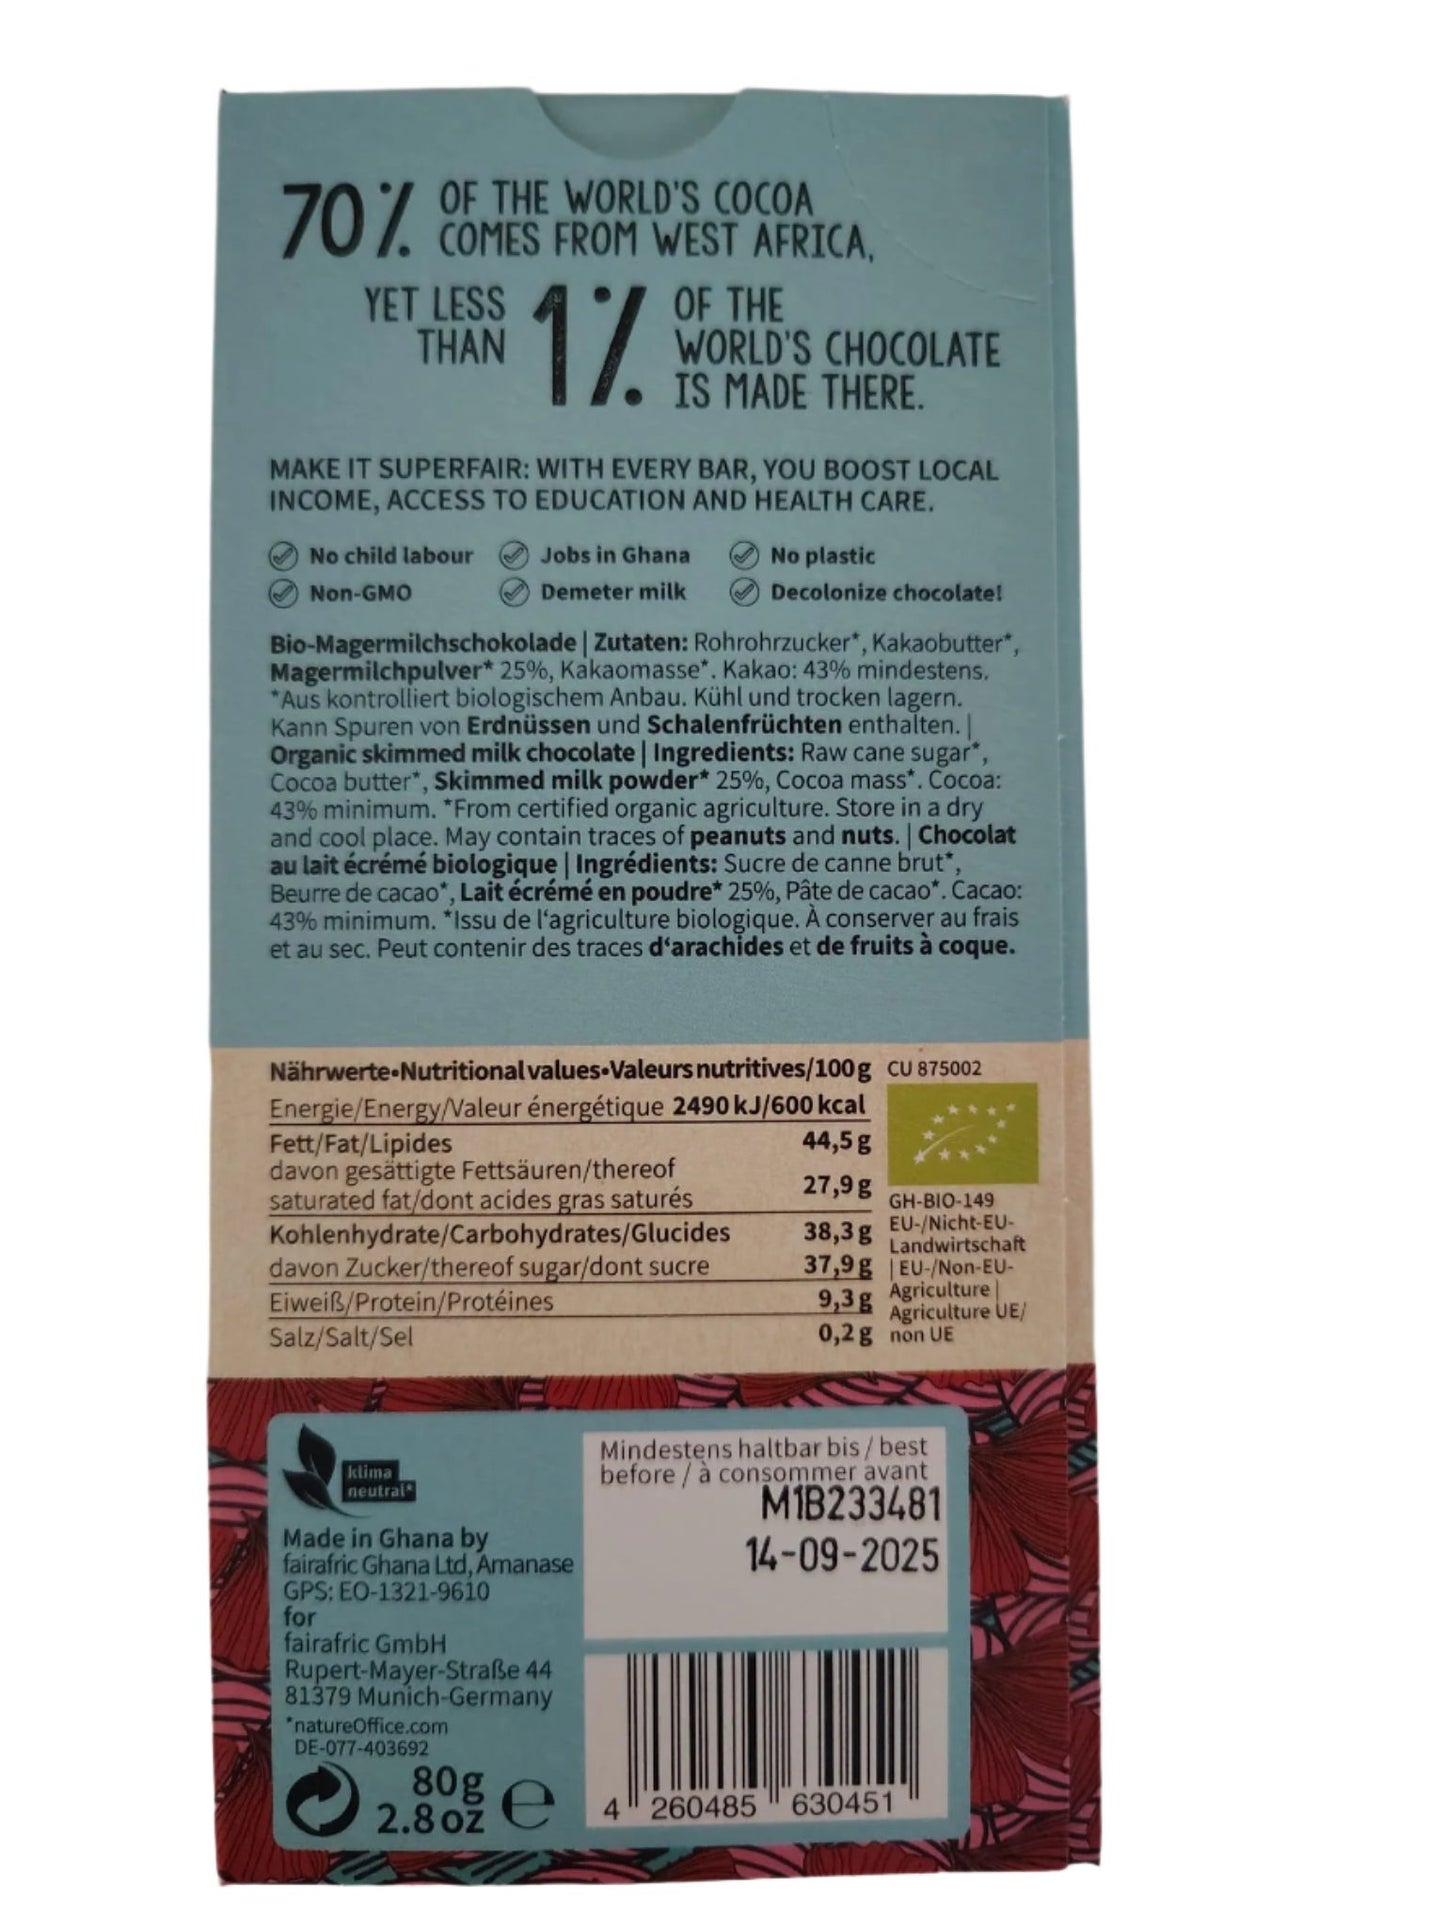 70% OF THE WORLD'S COCOA
COMES FROM WEST AFRICA,
YET LESS THAN 1% OF THE
WORLD'S CHOCOLATE
IS MADE THERE.
MAKE IT SUPERFAIR: WITH EVERY BAR, YOU BOOST LOCAL
INCOME, ACCESS TO EDUCATION AND HEALTH CARE.
No child labour Jobs in Ghana No plastic
Non-GMO Demeter milk Decolonize chocolate!
Bio-Magermilchschokolade | Zutaten: Rohrohrzucker*, Kakaobutter*,
Magermilchpulver* 25%, Kakaomasse*. Kakao: 43% mindestens.
*Aus kontrolliert biologischem Anbau. Kühl und trocken lagern.
Kann Spuren von Erdnüssen und Schalenfrüchten enthalten. |
Organic skimmed milk chocolate | Ingredients: Raw cane sugar*,
Cocoa butter*, Skimmed milk powder* 25%, Cocoa mass*. Cocoa:
43% minimum. *From certified organic agriculture. Store in a dry
and cool place. May contain traces of peanuts and nuts. | Chocolat
au lait écrémé biologique | Ingrédients: Sucre de canne brut*,
Beurre de cacao*, Lait écrémé en poudre* 25%, Pâte de cacao*. Cacao:
43% minimum. *Issu de l‘agriculture biologique. À conserver au frais
et au sec. Peut contenir des traces d‘arachides et de fruits à coque.
Nährwerte•Nutritional values•Valeurs nutritives/100g
Energie/Energy/Valeur énergétique 2490 kJ/600 kcal
Fett/Fat/Lipides 44,5 g
davon gesättigte Fettsäuren/thereof
saturated fat/dont acides gras saturés 27,9 g
Kohlenhydrate/Carbohydrates/Glucides 38,3 g
davon Zucker/thereof sugar/dont sucre 37,9 g
Eiweiß/Protein/Protéines 9,3 g
Salz/Salt/Sel 0,2 g
CU 875002
GH-BIO-149
EU-/Nicht-EU-
Landwirtschaft
| EU-/Non-EU-
Agriculture |
Agriculture UE/
non UE
klima
neutral*
Made in Ghana by
fairafric Ghana Ltd, Amanase
GPS: EO-1321-9610
for
fairafric GmbH
Rupert-Mayer-Straße 44
81379 Munich-Germany
*natureOffice.com
DE-077-403692
80g
2.8 oz
e
Mindestens haltbar bis / best
before / à consommer avant
M1B233481
14-09-2025
4 260485 630451